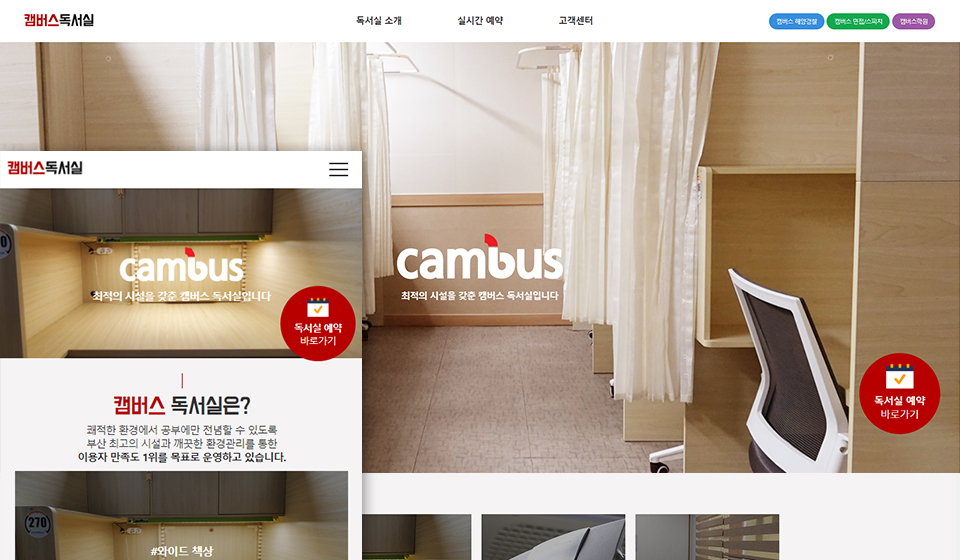 캠버스독서실
독서실 소개
실시간 예약
고객센터
캠버스 해양경찰
캠버스 면접/스피치
캠버스학원
cambus
최적의 시설을 갖춘 캠버스 독서실입니다
독서실 예약
바로가기
캠버스독서실
cambus
최적의 시설을 갖춘 캠버스 독서실입니다
독서실 예약
바로가기
캠버스 독서실은?
쾌적한 환경에서 공부에만 전념할 수 있도록
부산 최고의 시설과 깨끗한 환경관리를 통한
이용자 만족도 1위를 목표로 운영하고 있습니다.
270
#와이드 책상